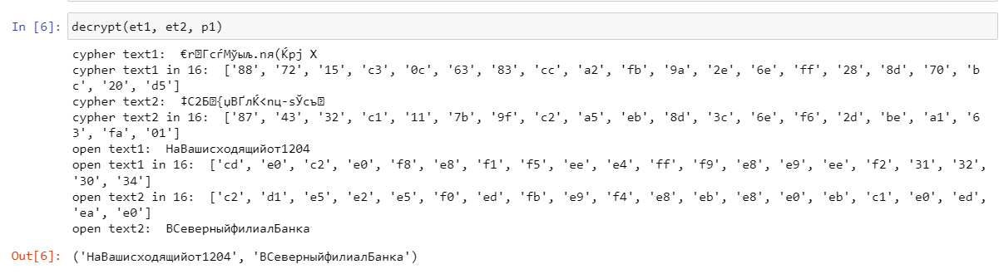 In [6]: decrypt(et1, et2, p1)
cypher text1:  €r�ГсѓМўыљ.nя(Ќpј Х
cypher text1 in 16:  ['88', '72', '15', 'c3', '0c', '63', '83', 'cc', 'a2', 'fb', '9a', '2e', '6e', 'ff', '28', '8d', '70', 'b
c', '20', 'd5']
cypher text2:  ‡C2Б�{џВҐлЌ<nц-ѕЎcъ�
cypher text2 in 16:  ['87', '43', '32', 'c1', '11', '7b', '9f', 'c2', 'a5', 'eb', '8d', '3c', '6e', 'f6', '2d', 'be', 'a1', '6
3', 'fa', '01']
open text1:  НаВашисходящийот1204
open text1 in 16:  ['cd', 'e0', 'c2', 'e0', 'f8', 'e8', 'f1', 'f5', 'ee', 'e4', 'ff', 'f9', 'e8', 'e9', 'ee', 'f2', '31', '32',
'30', '34']
open text2 in 16:  ['c2', 'd1', 'e5', 'e2', 'e5', 'f0', 'ed', 'fb', 'e9', 'f4', 'e8', 'eb', 'e8', 'e0', 'eb', 'c1', 'e0', 'ed',
'ea', 'e0']
open text2:  ВСеверныйфилиалБанка
Out[6]: ('НаВашисходящийот1204', 'ВСеверныйфилиалБанка')